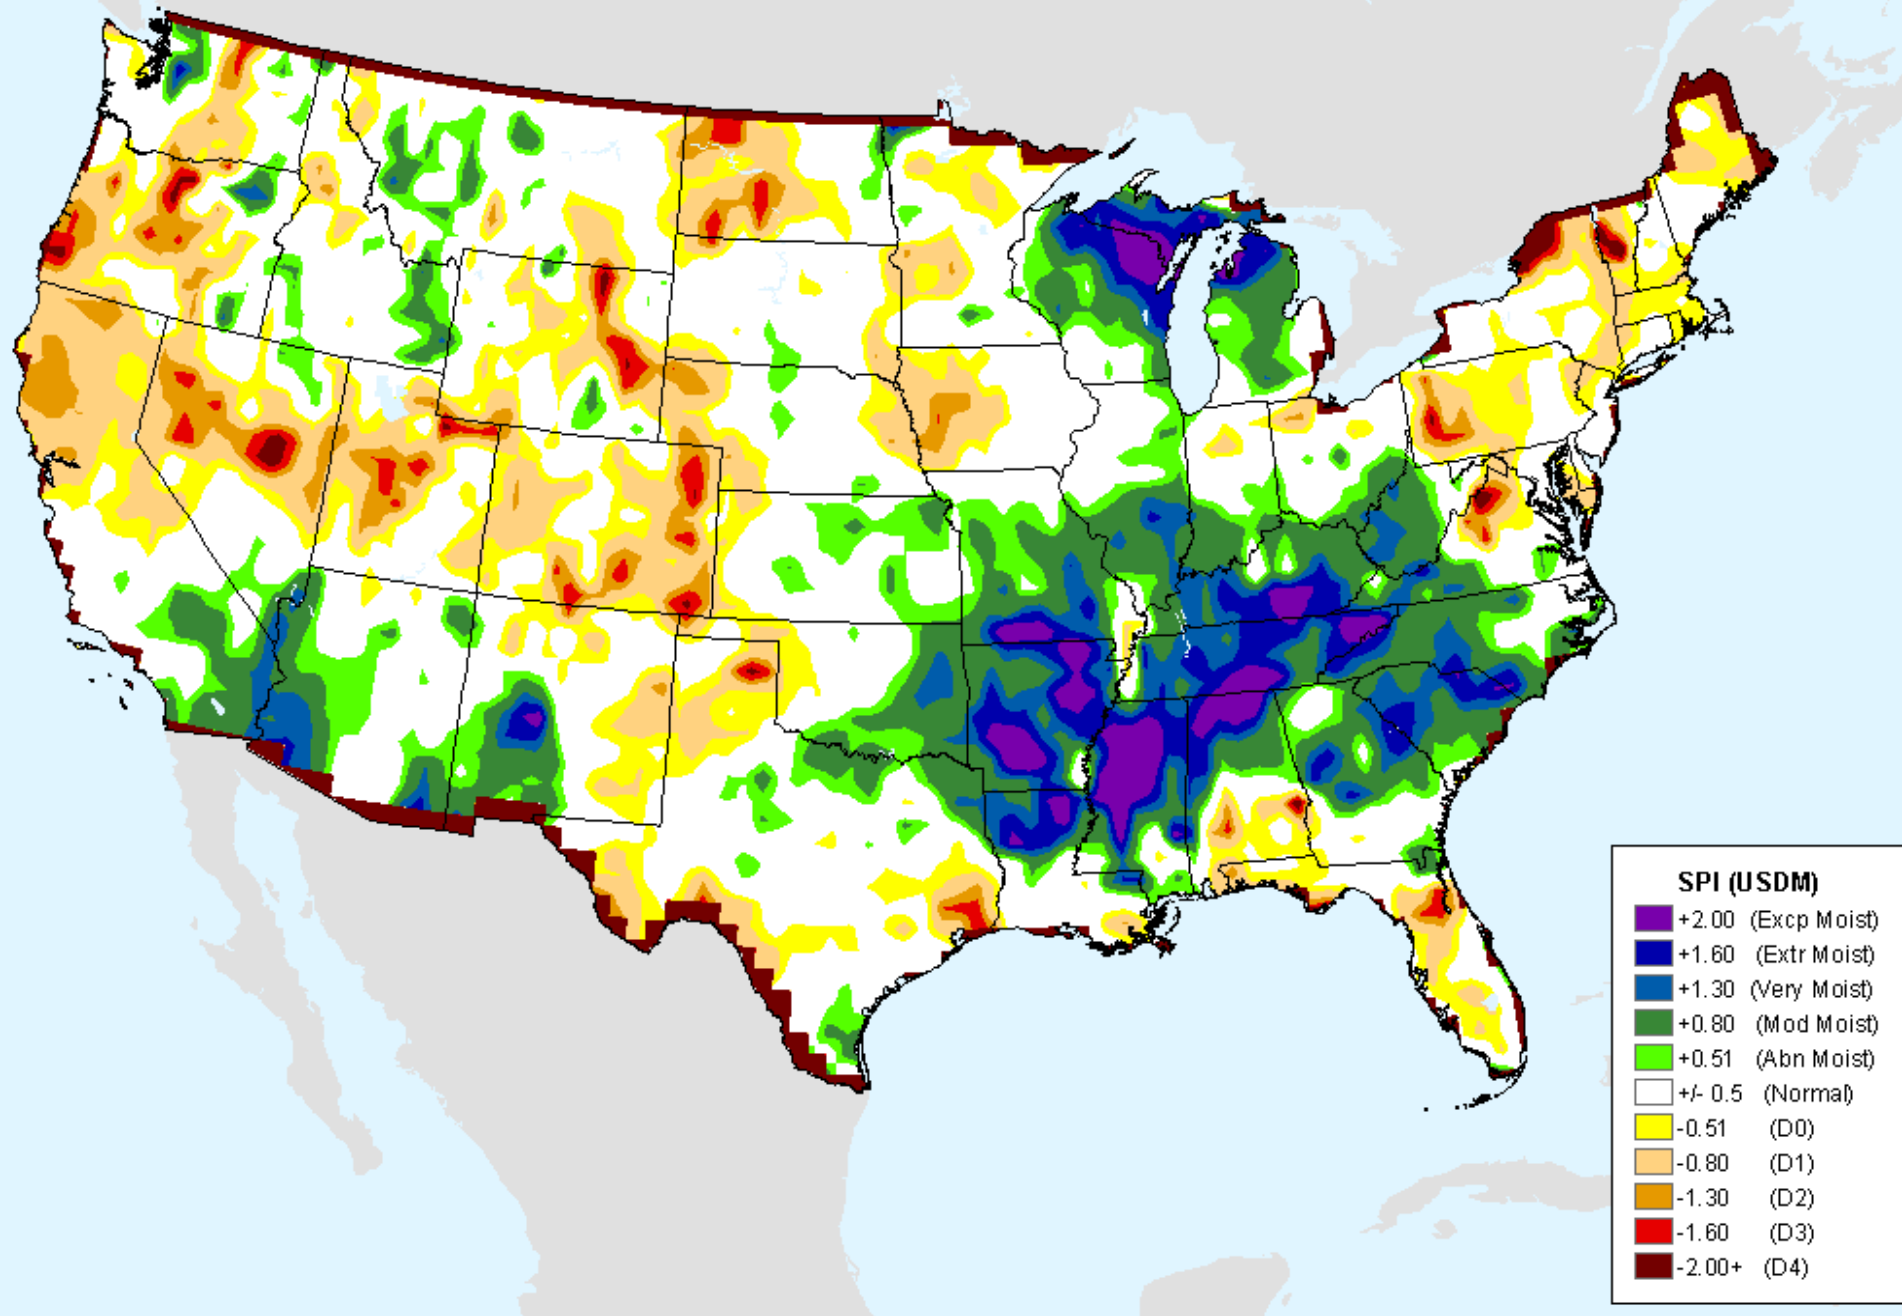 SPI (USDM)
+2.00 (Excp Moist)
+1.60 (Extr Moist)
+1.30 (Very Moist)
+0.80 (Mod Moist)
+0.51 (Abn Moist)
+/- 0.5 (Normal)
-0.51 (D0)
-0.80 (D1)
-1.30 (D2)
-1.60 (D3)
-2.00+ (D4)